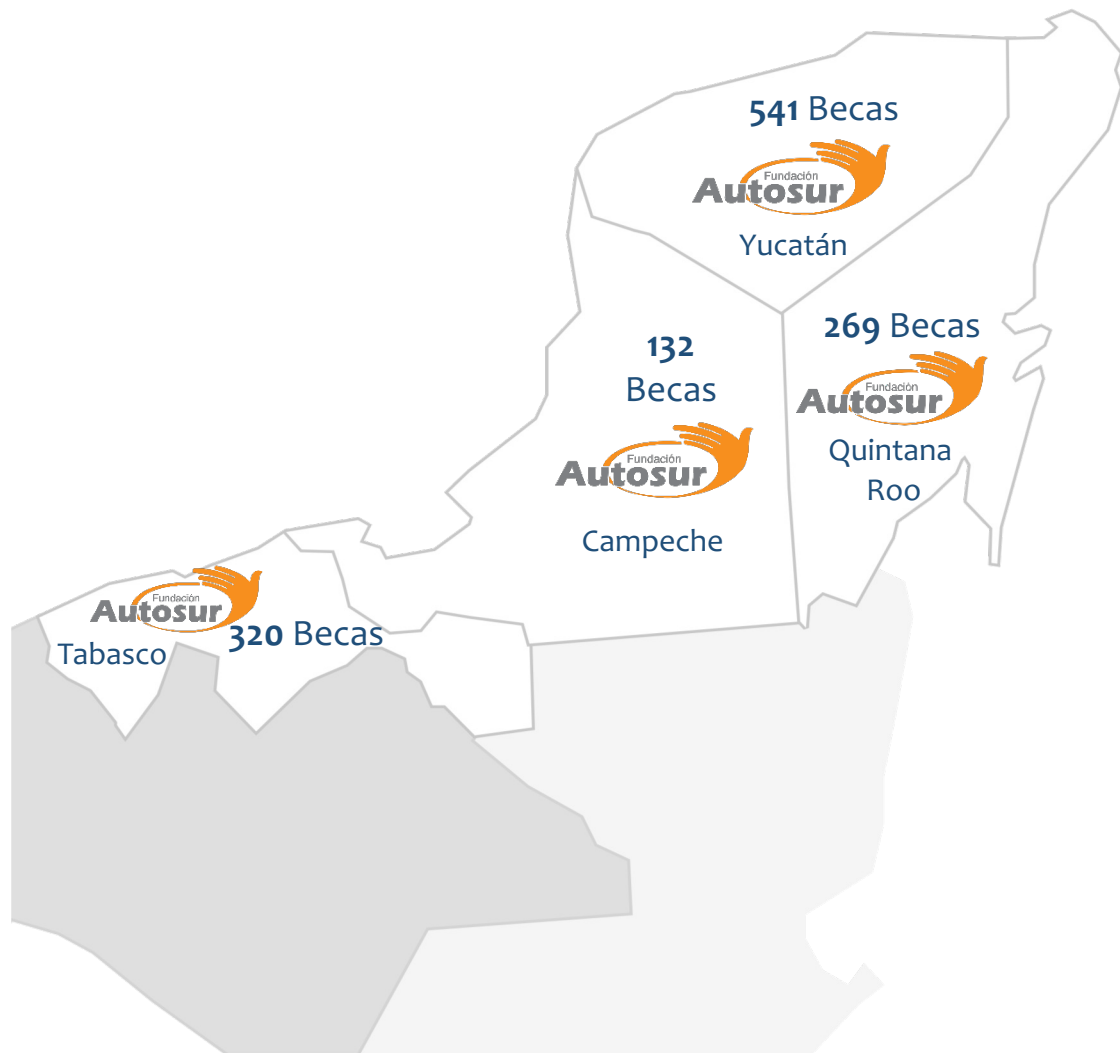 541 Becas
Fundación
Autosur
Yucatán
269 Becas
Fundación
Autosur
Quintana
Roo
132
Becas
Fundación
Autosur
Campeche
Fundación
Autosur
320 Becas
Tabasco